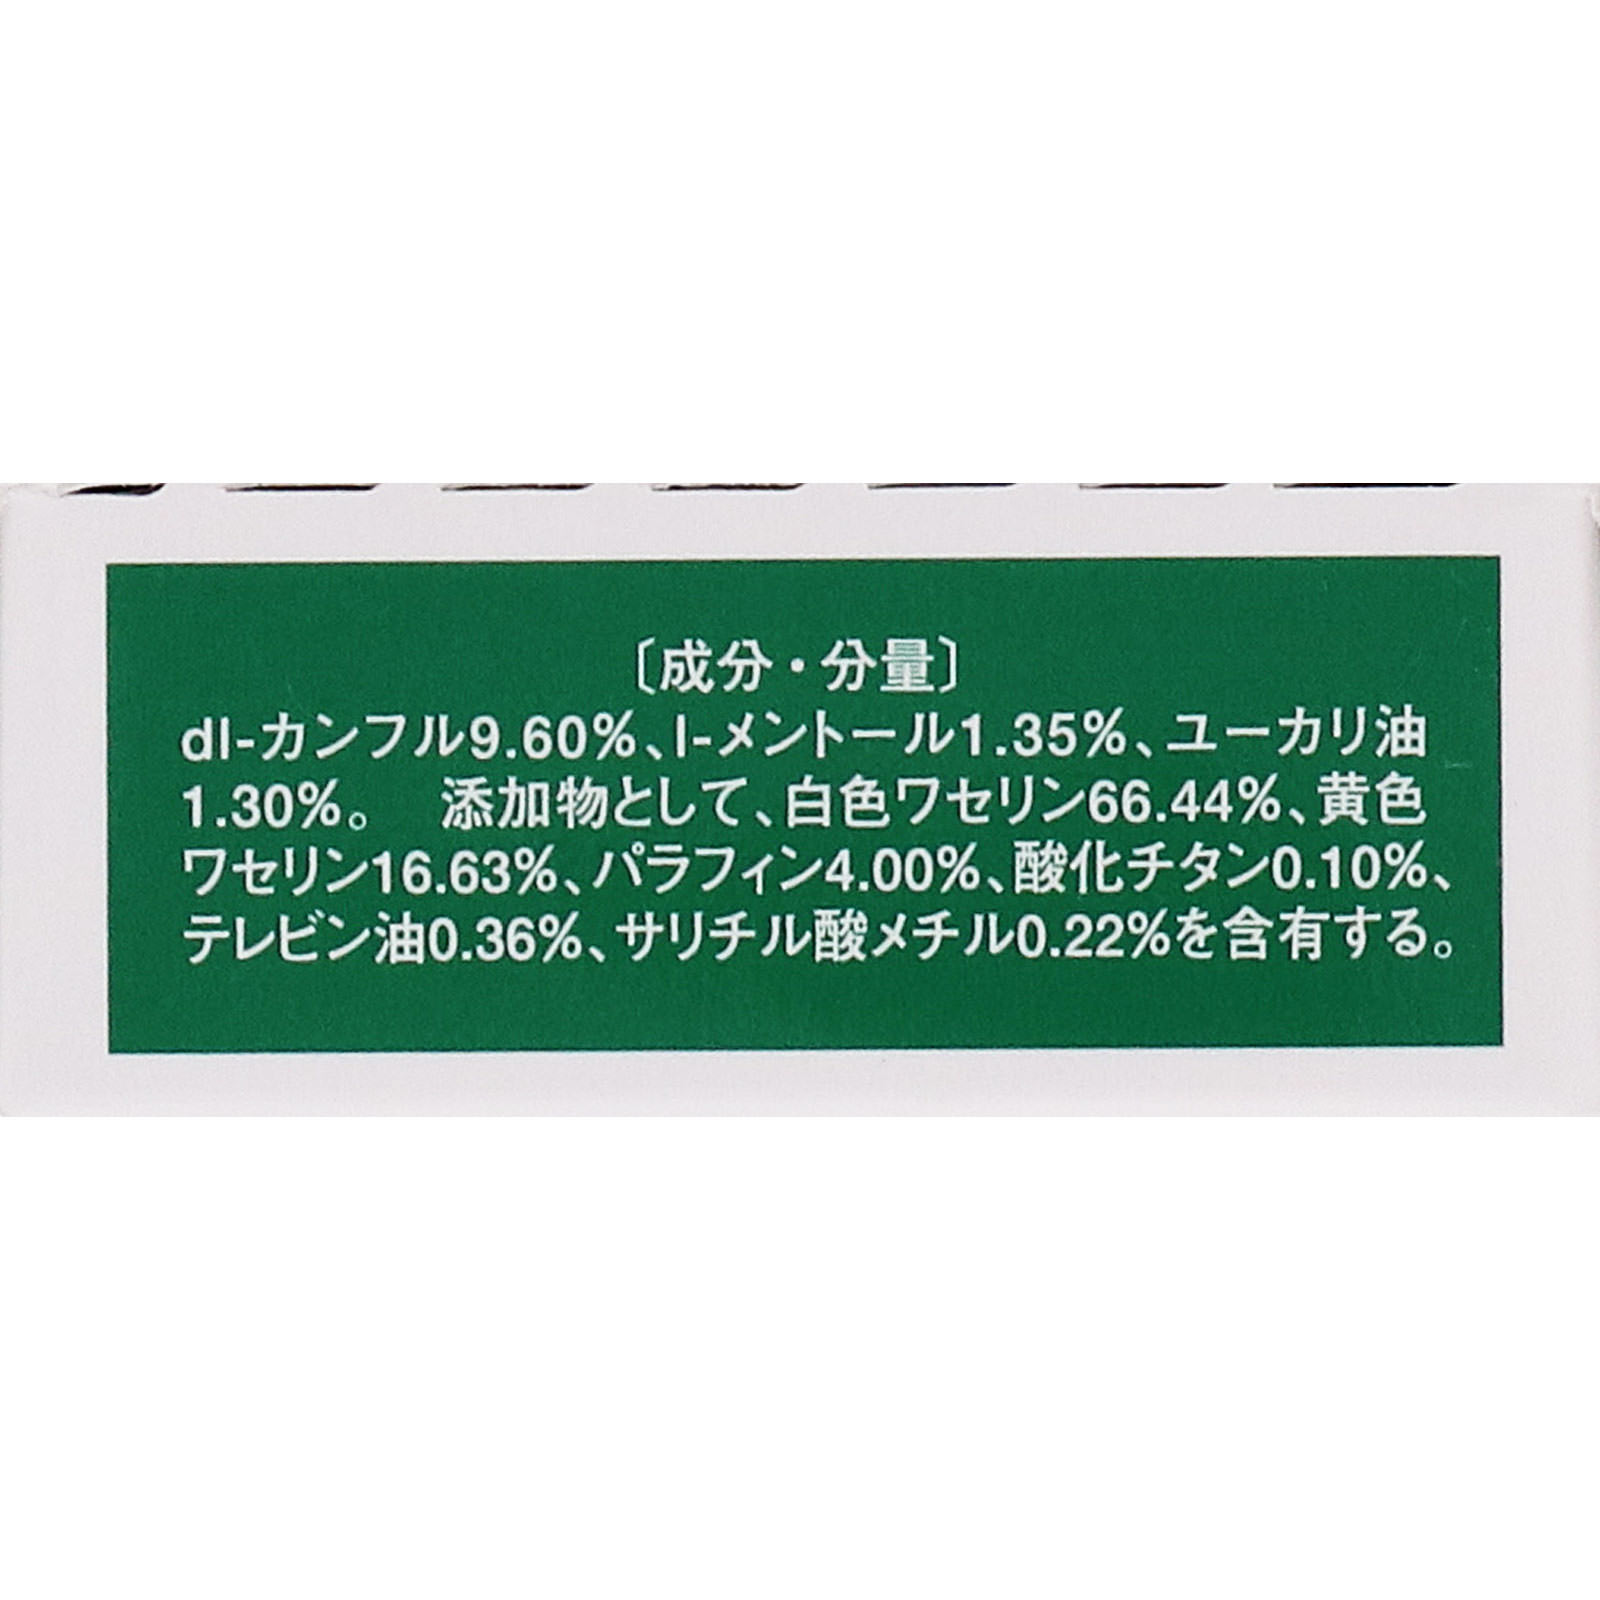 〔成分・分量〕
dl-カンフル9.60%、l-メントール1.35%、ユーカリ油
1.30%。　添加物として、白色ワセリン66.44%、黄色
ワセリン16.63%、パラフィン4.00%、酸化チタン0.10%、
テレビン油0.36%、サリチル酸メチル0.22%を含有する。